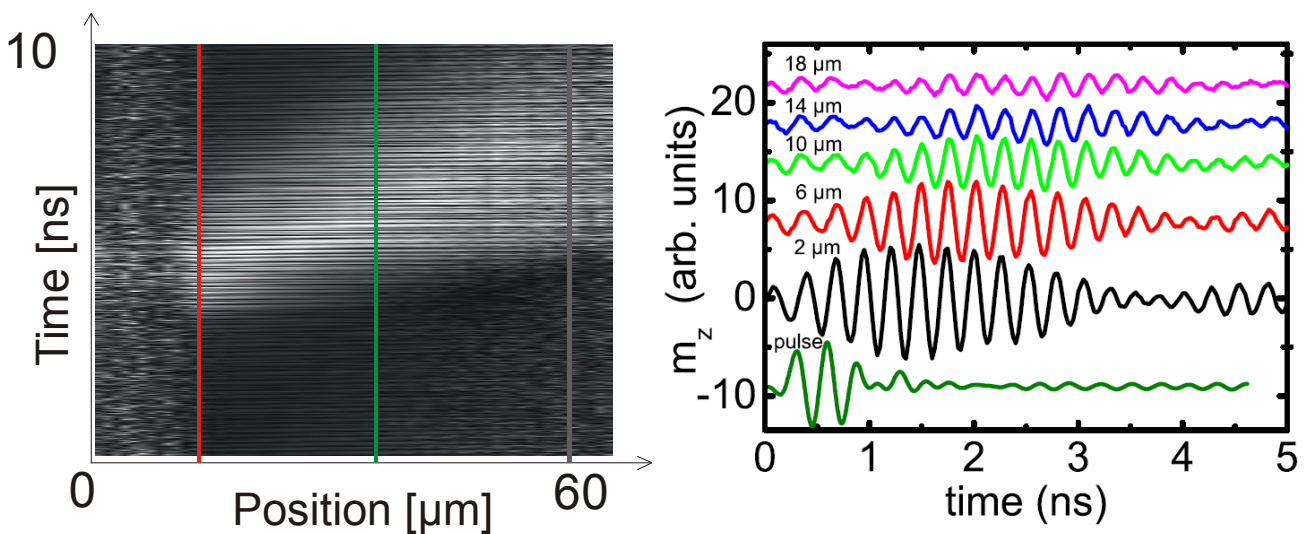 10
Time [ns]
0
Position [µm]
60
18 µm
14 µm
10 µm
6 µm
2 µm
pulse
20
10
0
-10
m_z (arb. units)
0 1 2 3 4 5
time (ns)